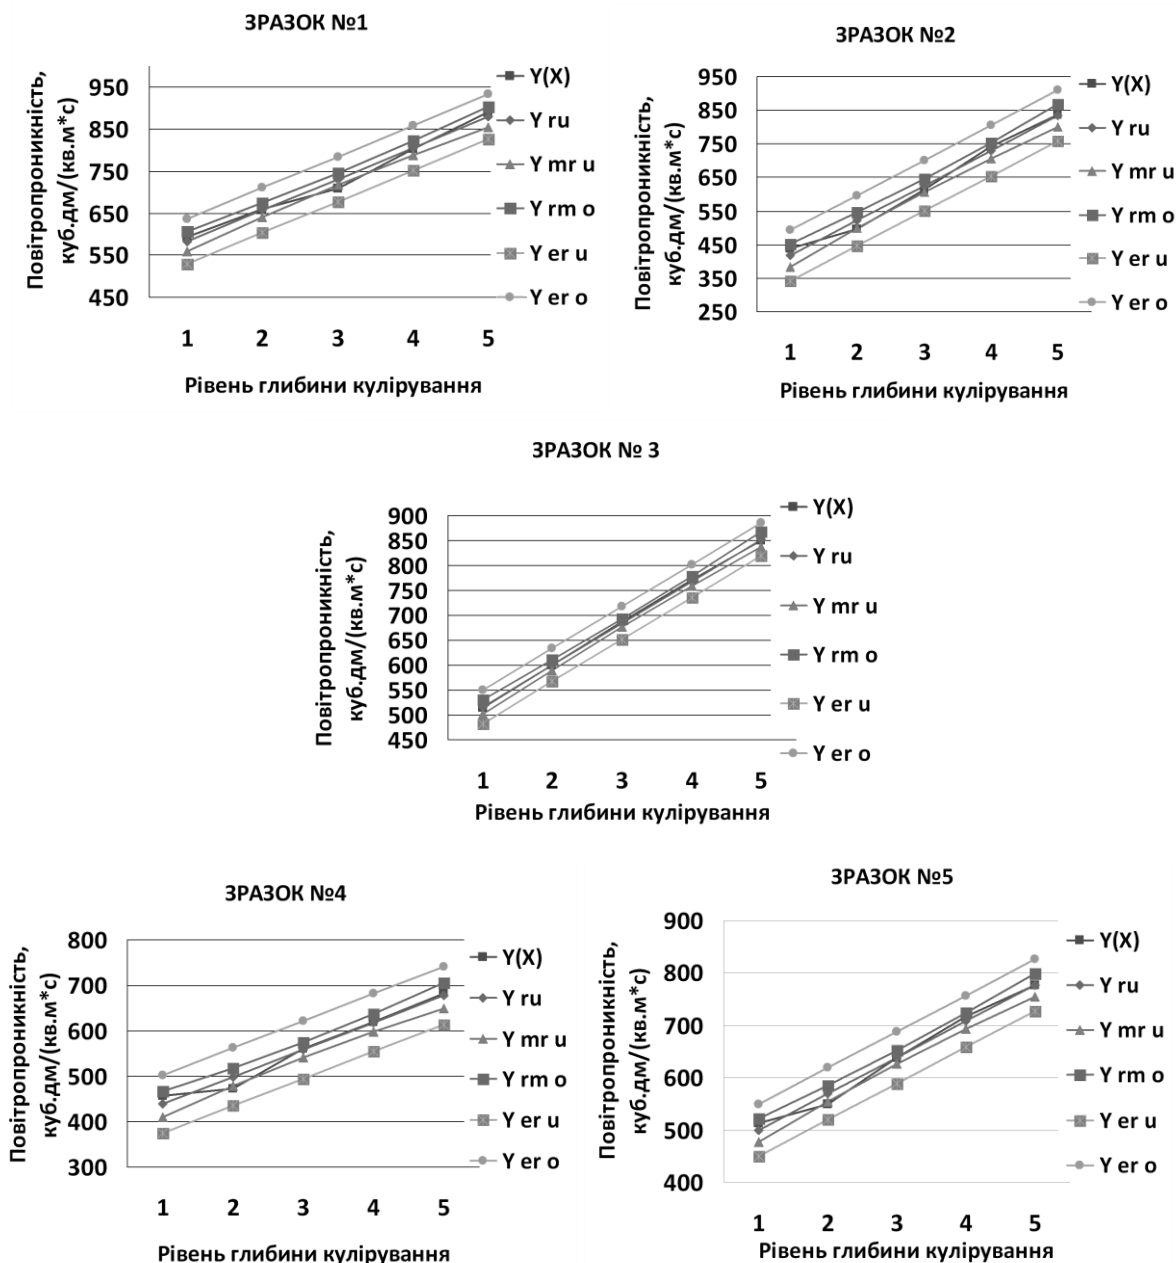 ЗРАЗОК №1
Повітропроникність,
куб.дм/(кв.м*с)
950
850
750
650
550
450
1 2 3 4 5
Рівень глибини кулірування
Y(X)
Y ru
Y mr u
Y rm o
Y er u
Y er o
ЗРАЗОК №2
Повітропроникність,
куб.дм/(кв.м*с)
950
850
750
650
550
450
350
250
1 2 3 4 5
Рівень глибини кулірування
Y(X)
Y ru
Y mr u
Y rm o
Y er u
Y er o
ЗРАЗОК № 3
Повітропроникність,
куб.дм/(кв.м*с)
900
850
800
750
700
650
600
550
500
450
1 2 3 4 5
Рівень глибини кулірування
Y(X)
Y ru
Y mr u
Y rm o
Y er u
Y er o
ЗРАЗОК №4
Повітропроникність,
куб.дм/(кв.м*с)
800
700
600
500
400
300
1 2 3 4 5
Рівень глибини кулірування
Y(X)
Y ru
Y mr u
Y rm o
Y er u
Y er o
ЗРАЗОК №5
Повітропроникність,
куб.дм/(кв.м*с)
900
800
700
600
500
400
1 2 3 4 5
Рівень глибини кулірування
Y(X)
Y ru
Y mr u
Y rm o
Y er u
Y er o